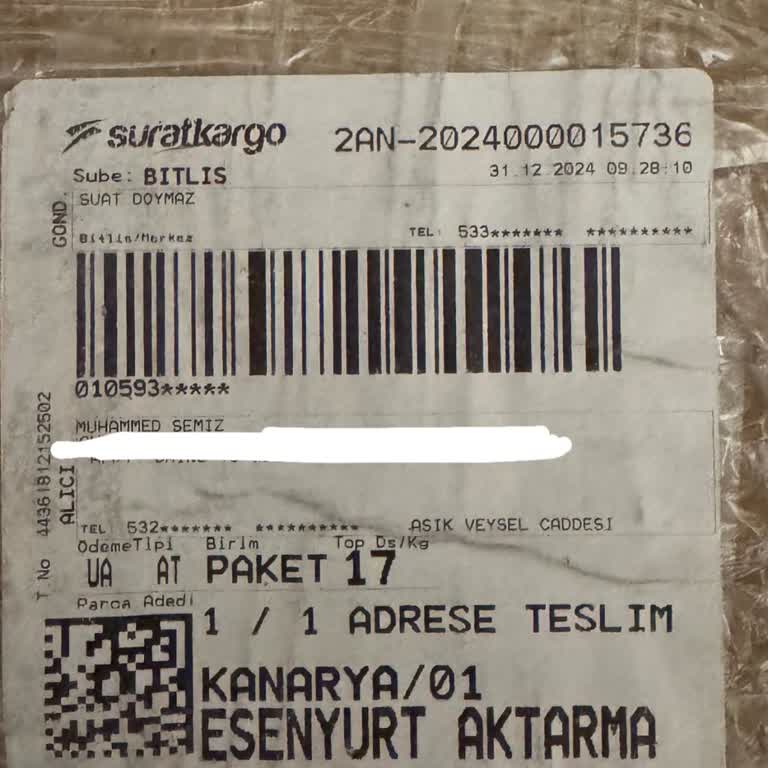 suratkargo 2AN-2024000015736
Sube: BITLIS 31.12.2024 09.28:10
GOND.
SUAT DOYMAZ
Bitlis/Merkez TEL: 533******* **********
010593*****
MUHAMMED SEMIZ
T.No 44361812152502
ALICI
TEL: 532******* ********** ASIK VEYSEL CADDESI
OdemeTipi Birim Top Ds/Kg
UA AT PAKET 17
Parca Adedi
1 / 1 ADRESE TESLIM
KANARYA/01
ESENYURT AKTARMA